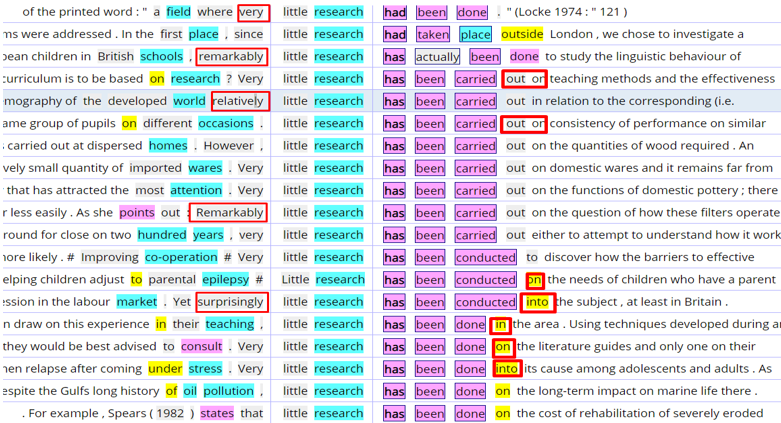 of the printed word : " a field where very little research had been done . " (Locke 1974 : " 121 )
ms were addressed . In the first place , since little research had taken place outside London , we chose to investigate a
pean children in British schools , remarkably little research has actually been done to study the linguistic behaviour of
curriculum is to be based on research ? Very little research has been carried out on teaching methods and the effectiveness
mography of the developed world relatively little research has been carried out in relation to the corresponding (i.e.
ame group of pupils on different occasions . little research has been carried out on consistency of performance on similar
s carried out at dispersed homes . However , little research has been carried out on the quantities of wood required . An
vely small quantity of imported wares . Very little research has been carried out on domestic wares and it remains far from
that has attracted the most attention . Very little research has been carried out on the functions of domestic pottery ; there
r less easily . As she points out : Remarkably little research has been carried out on the question of how these filters operate
round for close on two hundred years , very little research has been carried out either to attempt to understand how it work
more likely . # Improving co-operation # Very little research has been conducted to discover how the barriers to effective
elping children adjust to parental epilepsy # Little research has been conducted on the needs of children who have a parent
ession in the labour market . Yet surprisingly little research has been conducted into the subject , at least in Britain .
n draw on this experience in their teaching , little research has been done in the area . Using techniques developed during a
they would be best advised to consult . Very little research has been done on the literature guides and only one on their
hen relapse after coming under stress . Very little research has been done into its cause among adolescents and adults . As
espite the Gulfs long history of oil pollution , little research has been done on the long-term impact on marine life there .
. For example , Spears ( 1982 ) states that little research has been done on the cost of rehabilitation of severely eroded